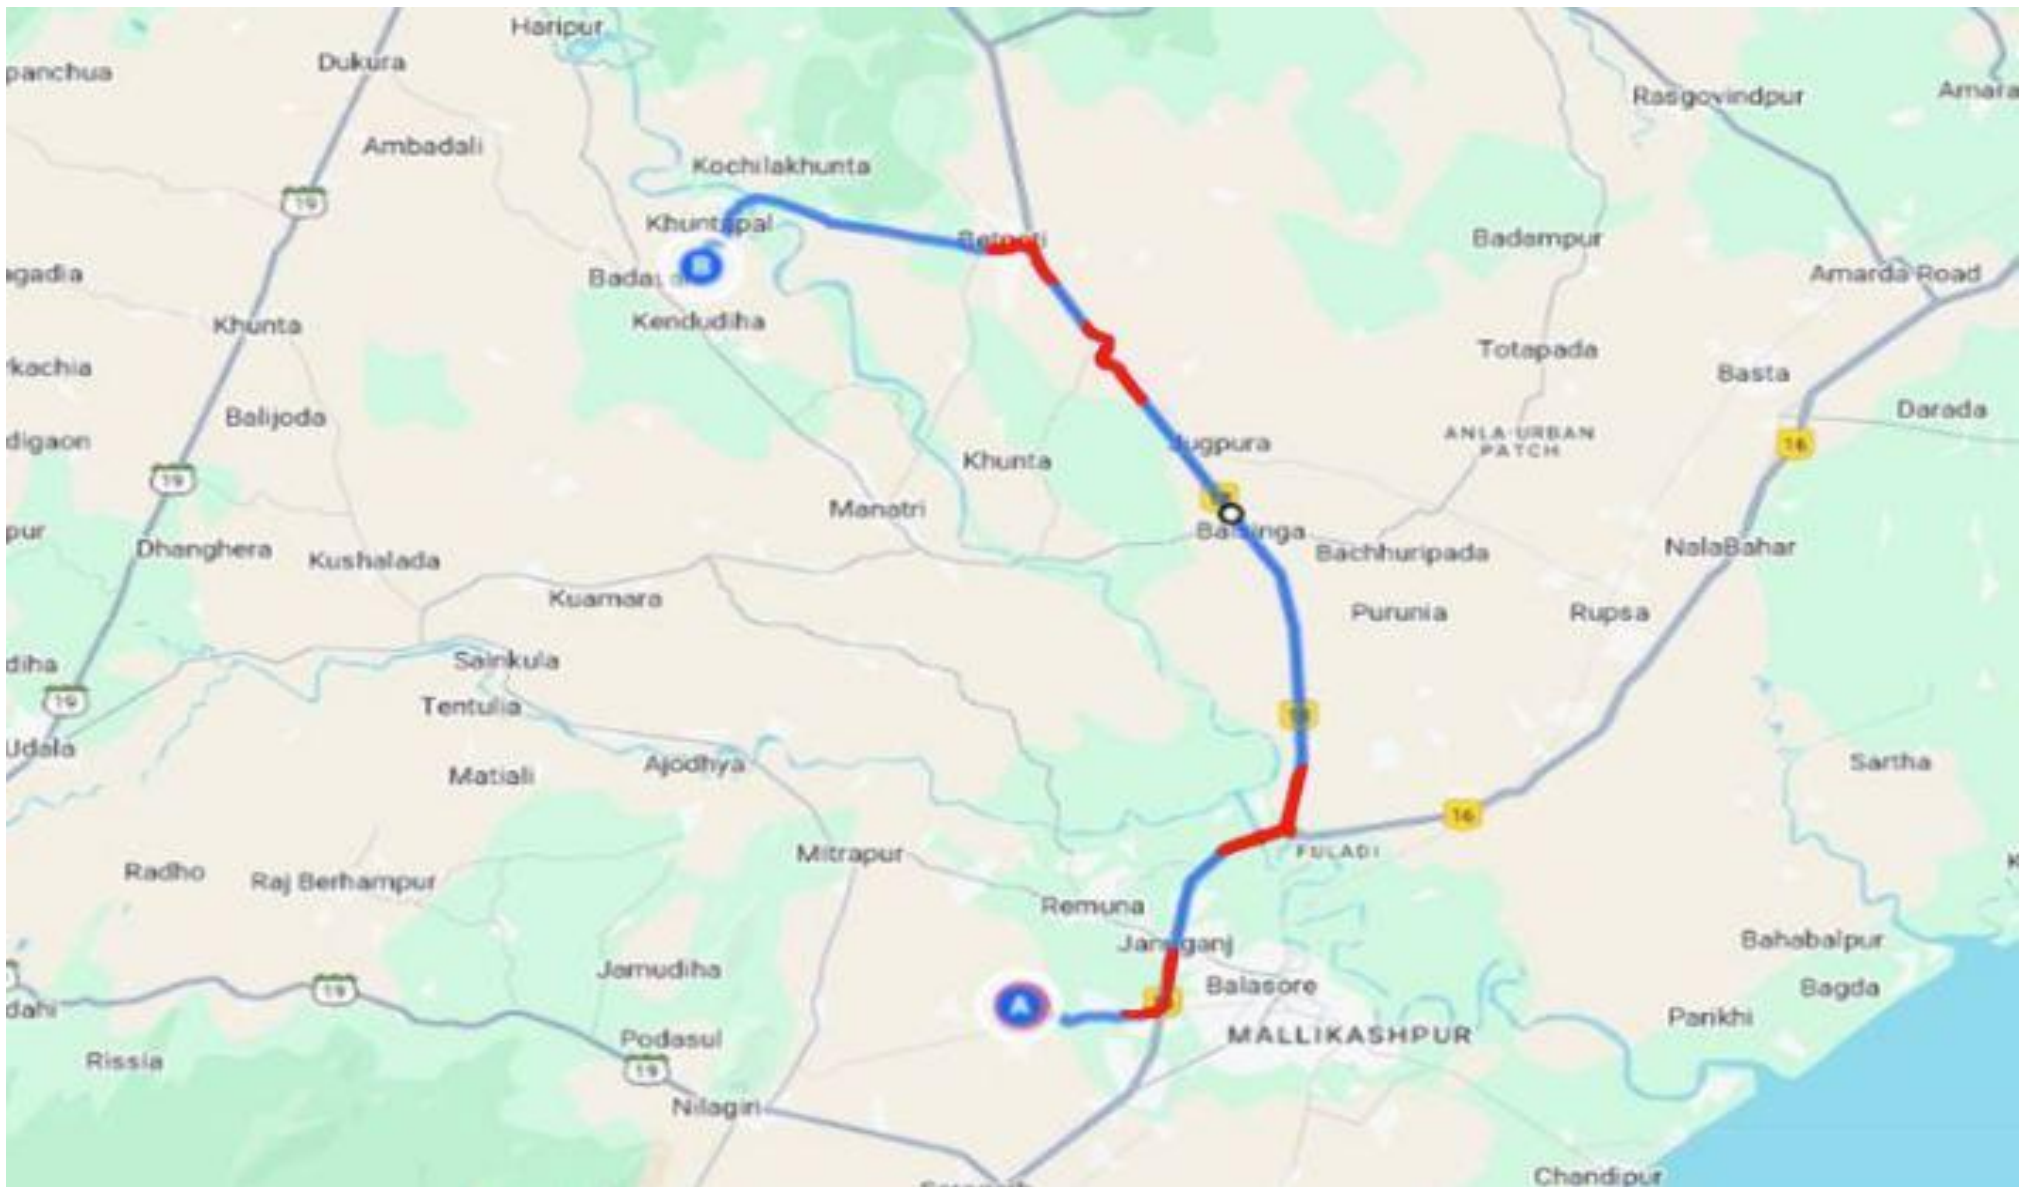 Haripur
Dukura
panchua
Rasgovindpur
Amara
Ambadali
Kochilakhunta
Khuntapal
Badampur
B
agadia
Amarda Road
Kendudiha
Khunta
Totapada
rkachia
Basta
Balijoda
Darada
digaon
Jugpura
ANLA URBAN
PATCH
16
Khunta
19
19
Manatri
pur
Dhanghera
Kushalada
Bachhuripada
NalaBahar
Kuamara
Purunia
Rupsa
diha
Sainkula
19
Tentulia
Udala
Matiali
Ajodhya
Sartha
16
Mitrapur
FULADI
Radho
Raj Berhampur
Remuna
Bahabalpur
Jamudiha
Balasore
Bagda
19
A
dahi
Parikhi
Podasul
MALLIKASHPUR
Rissia
19
Nilagiri
Chandipur